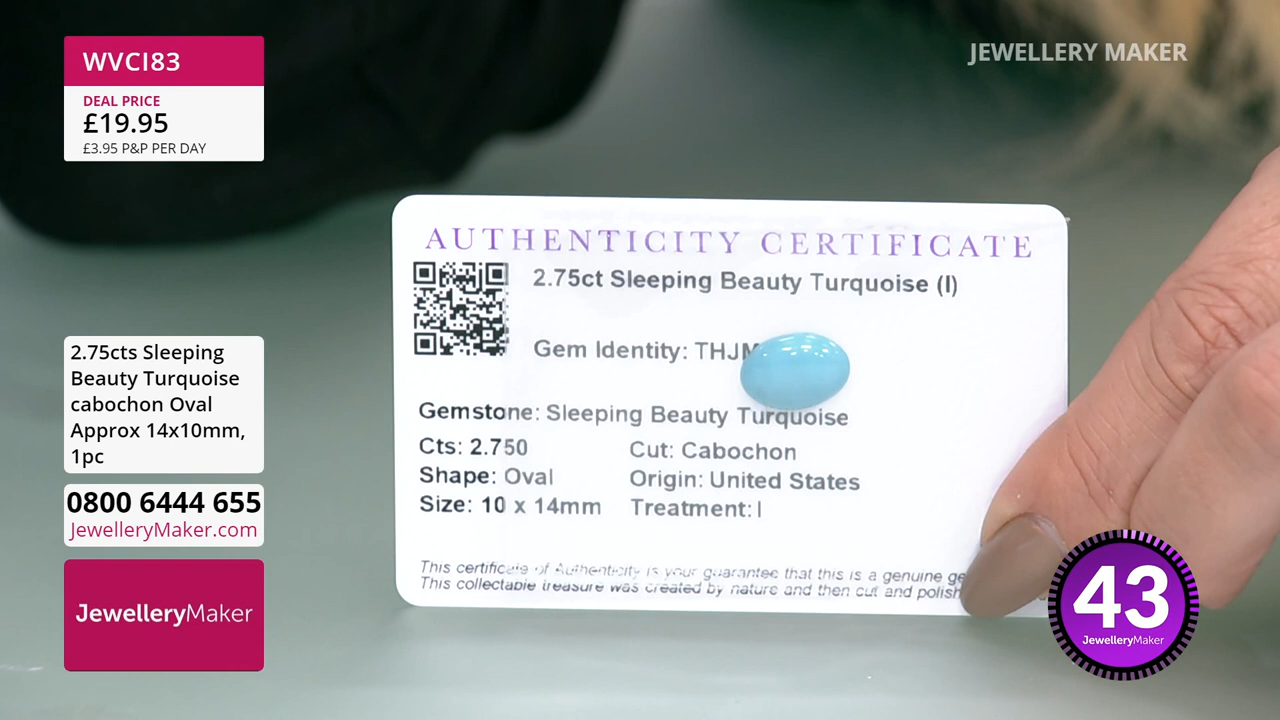 WVCI83
DEAL PRICE
£19.95
£3.95 P&P PER DAY
JEWELLERY MAKER
AUTHENTICITY CERTIFICATE
2.75ct Sleeping Beauty Turquoise (I)
Gem Identity: THJM
Gemstone: Sleeping Beauty Turquoise
Cts: 2.750 Cut: Cabochon
Shape: Oval Origin: United States
Size: 10 x 14mm Treatment: I
This certificate of Authenticity is your guarantee that this is a genuine
This collectable treasure was created by nature and then cut and
2.75cts Sleeping
Beauty Turquoise
cabochon Oval
Approx 14x10mm,
1pc
0800 6444 655
JewelleryMaker.com
JewelleryMaker
43
JewelleryMaker